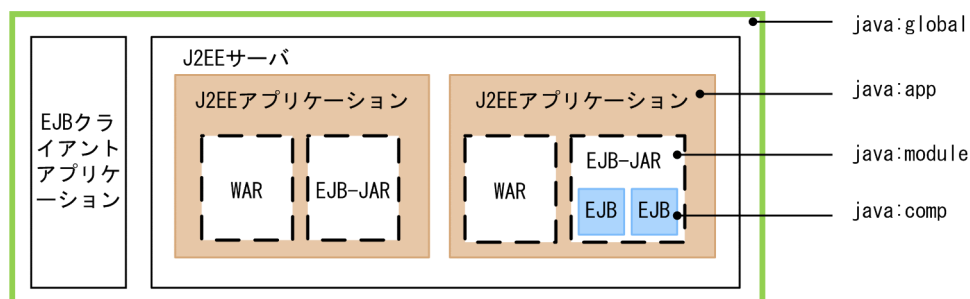 java:global
J2EEサーバ
J2EEアプリケーション
J2EEアプリケーション
java:app
EJBクラ
イアント
アプリケ
ーション
WAR
EJB-JAR
WAR
EJB-JAR
java:module
EJB
EJB
java:comp